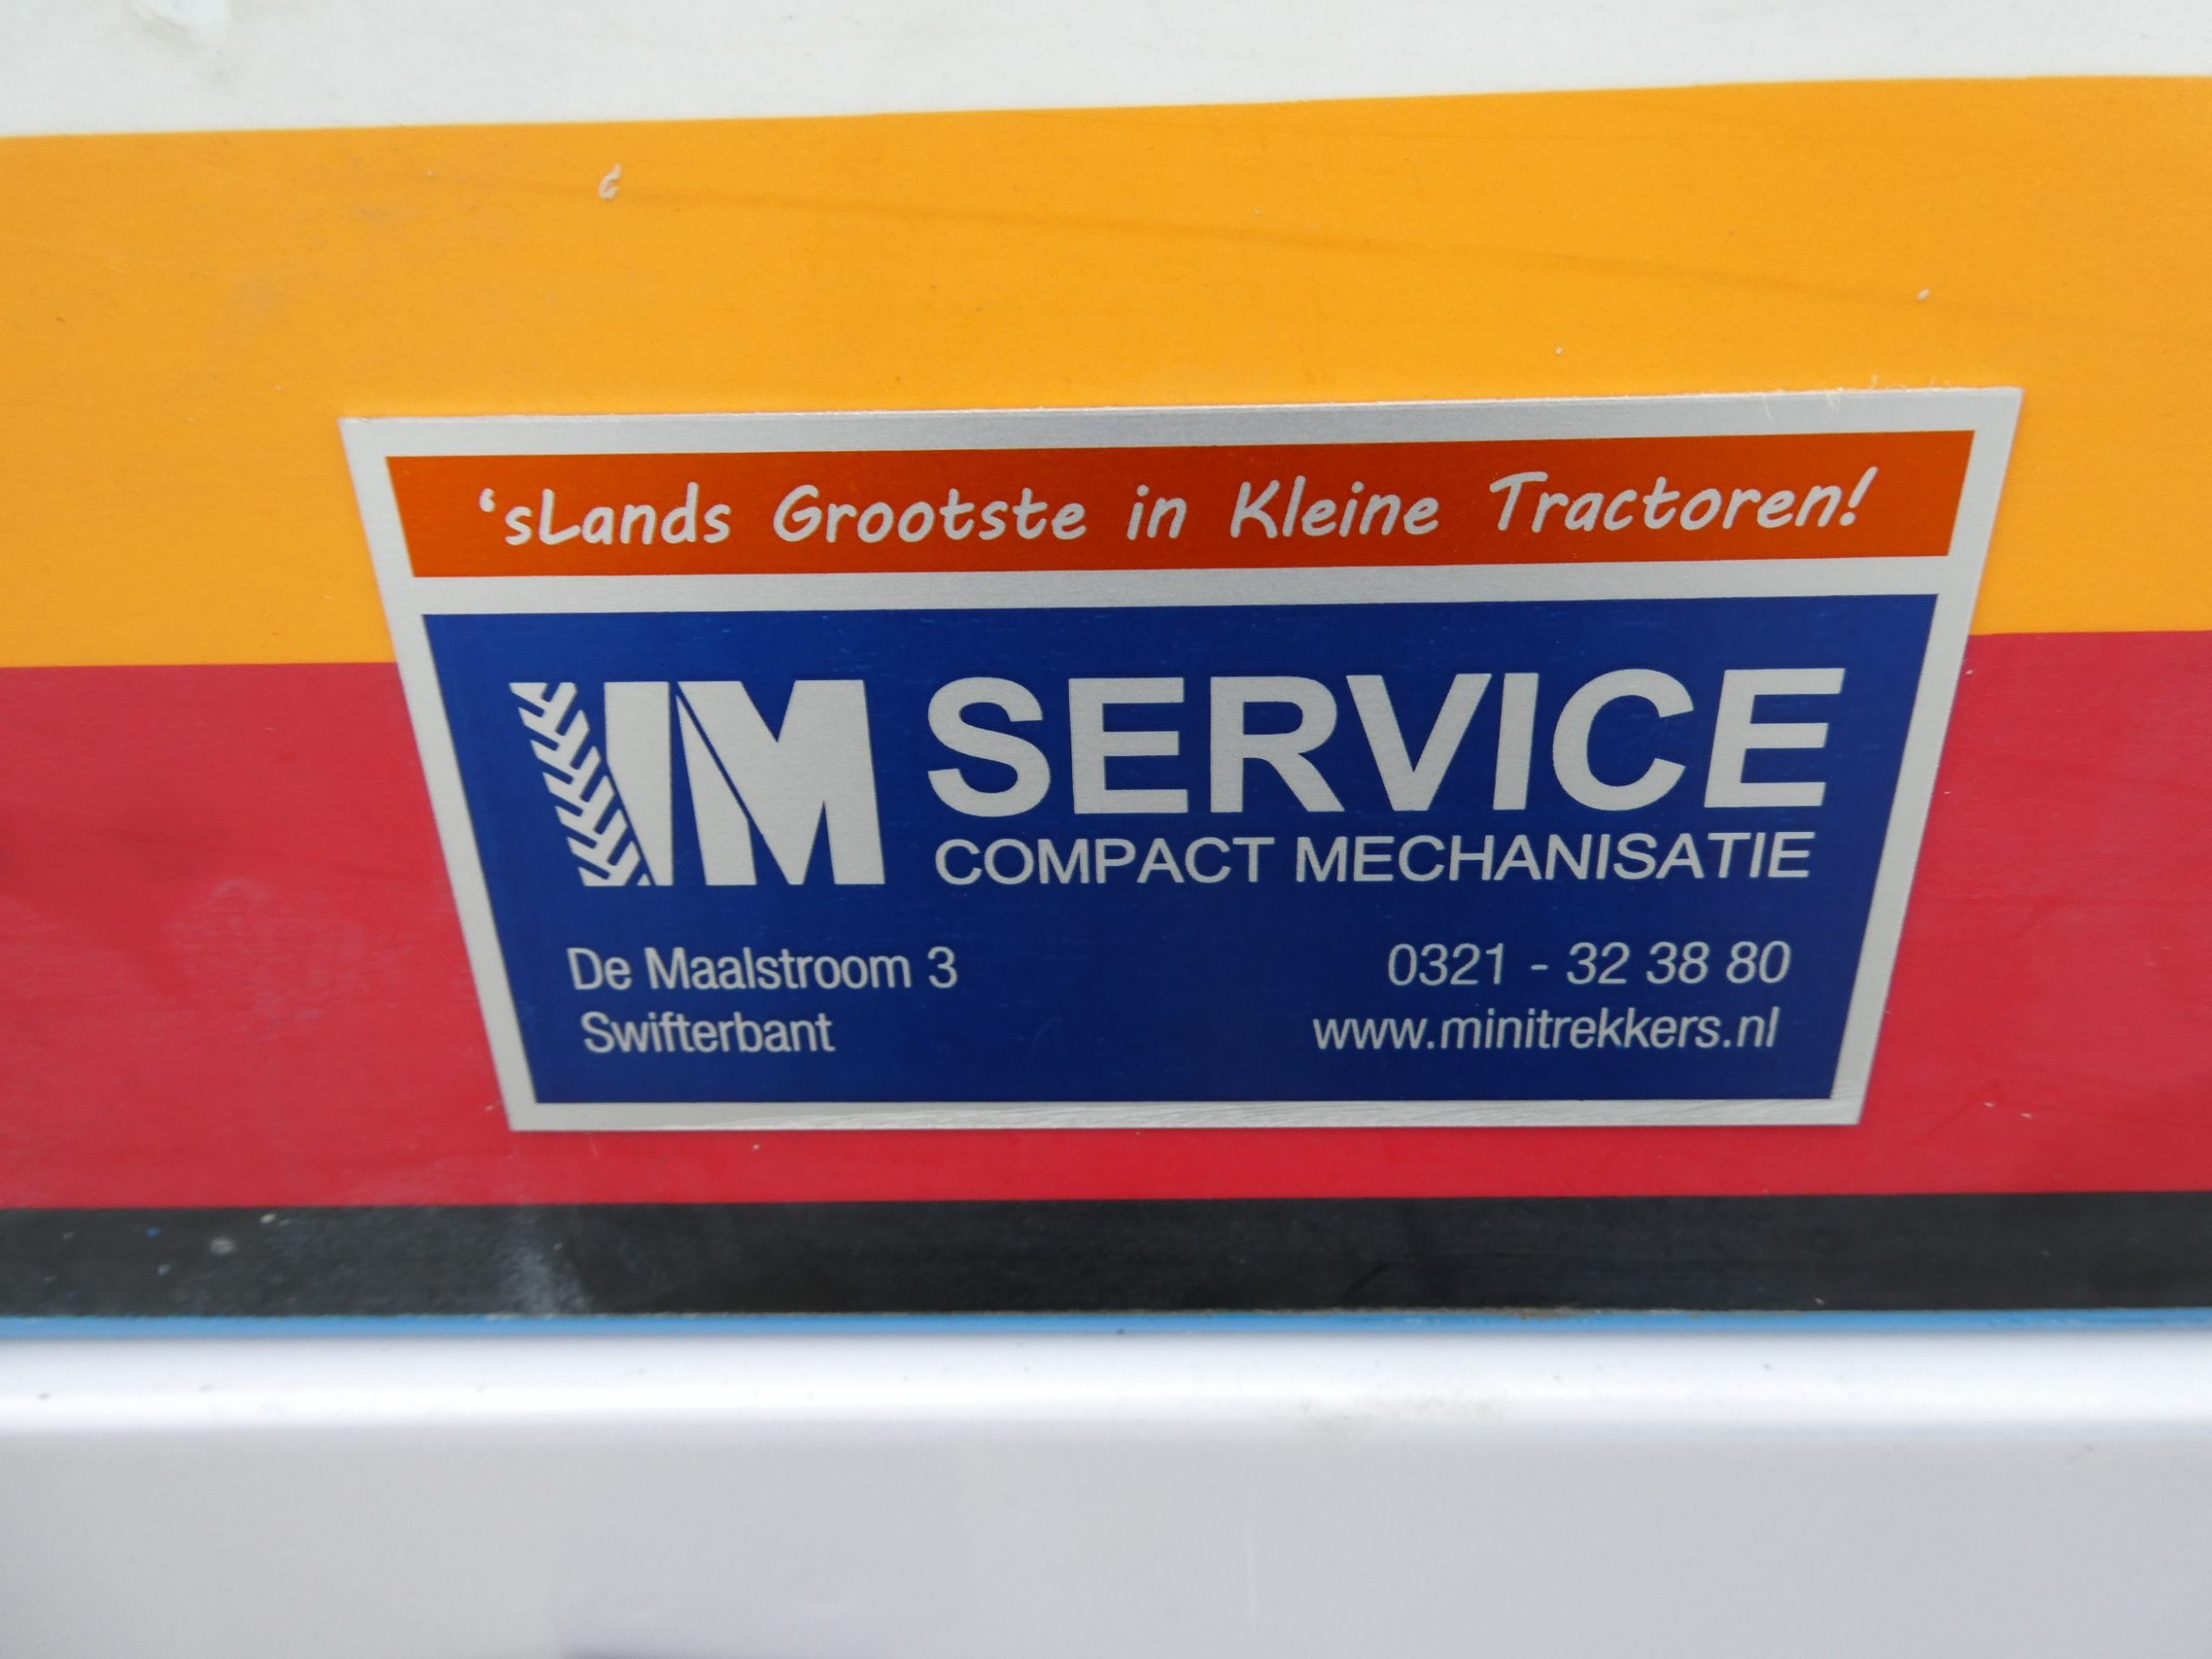 ‘sLands Grootste in Kleine Tractoren!
IM SERVICE
COMPACT MECHANISATIE
De Maalstroom 3
0321 - 32 38 80
Swifterbant
www.minitrekkers.nl